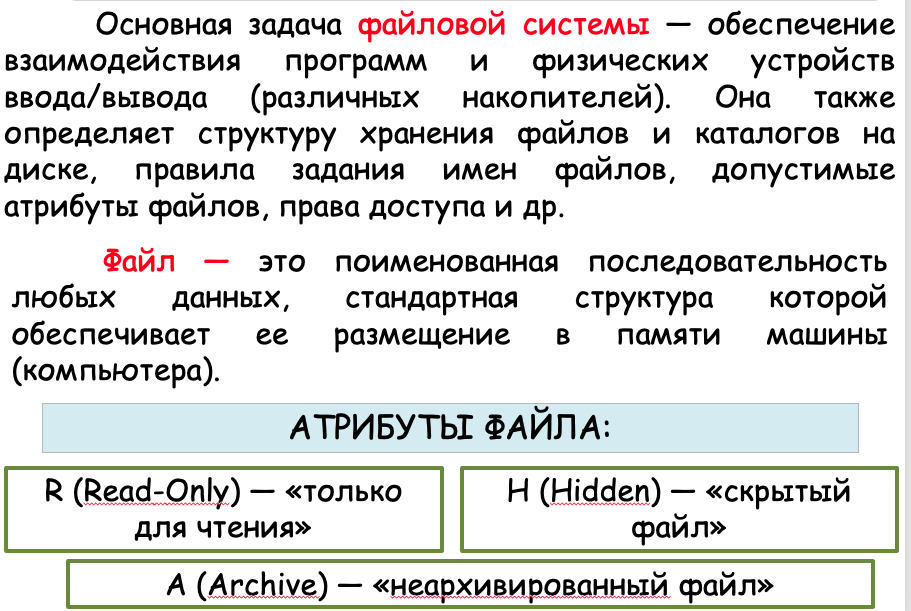 Основная задача файловой системы — обеспечение
взаимодействия программ и физических устройств
ввода/вывода (различных накопителей). Она также
определяет структуру хранения файлов и каталогов на
диске, правила задания имен файлов, допустимые
атрибуты файлов, права доступа и др.
Файл — это поименованная последовательность
любых данных, стандартная структура которой
обеспечивает ее размещение в памяти машины
(компьютера).
АТРИБУТЫ ФАЙЛА:
R (Read-Only) — «только
для чтения»
H (Hidden) — «скрытый
файл»
A (Archive) — «неархивированный файл»